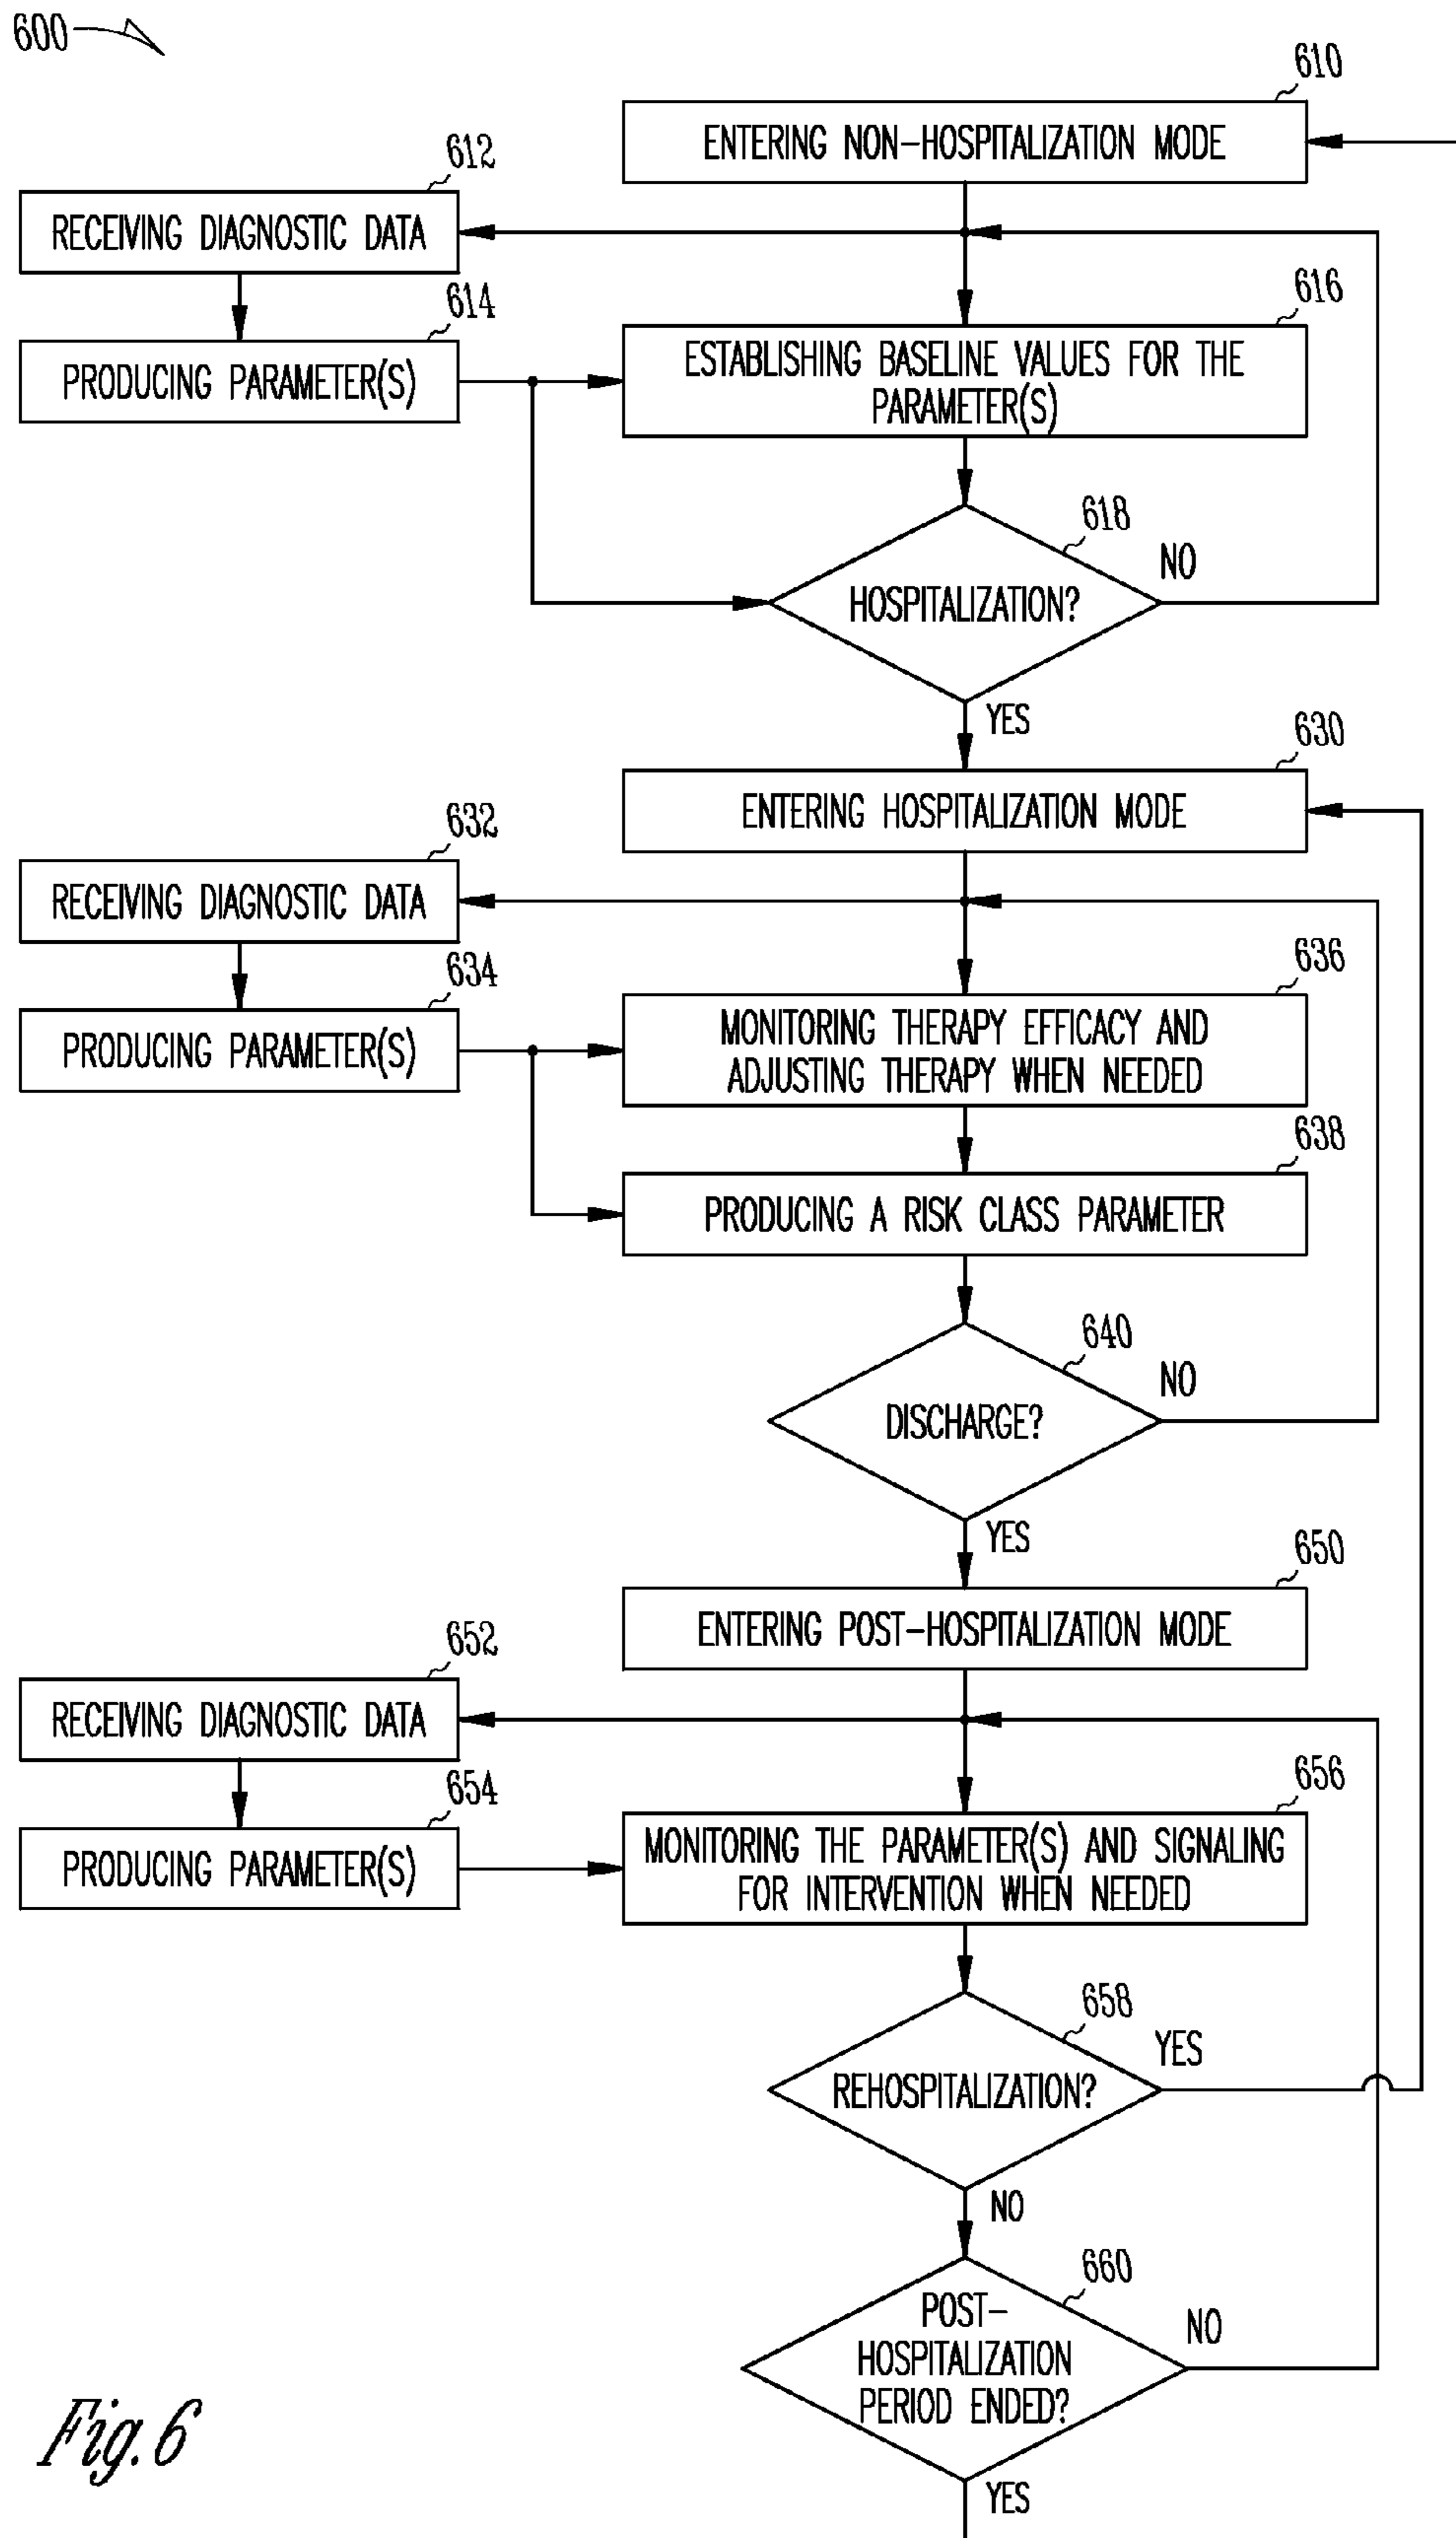 600
610
ENTERING NON-HOSPITALIZATION MODE
612
RECEIVING DIAGNOSTIC DATA
614
PRODUCING PARAMETER(S)
616
ESTABLISHING BASELINE VALUES FOR THE
PARAMETER(S)
618
HOSPITALIZATION?
NO
YES
630
ENTERING HOSPITALIZATION MODE
632
RECEIVING DIAGNOSTIC DATA
634
PRODUCING PARAMETER(S)
636
MONITORING THERAPY EFFICACY AND
ADJUSTING THERAPY WHEN NEEDED
638
PRODUCING A RISK CLASS PARAMETER
640
DISCHARGE?
NO
YES
650
ENTERING POST-HOSPITALIZATION MODE
652
RECEIVING DIAGNOSTIC DATA
654
PRODUCING PARAMETER(S)
656
MONITORING THE PARAMETER(S) AND SIGNALING
FOR INTERVENTION WHEN NEEDED
658
REHOSPITALIZATION?
YES
NO
660
POST-
HOSPITALIZATION
PERIOD ENDED?
NO
YES
Fig.6